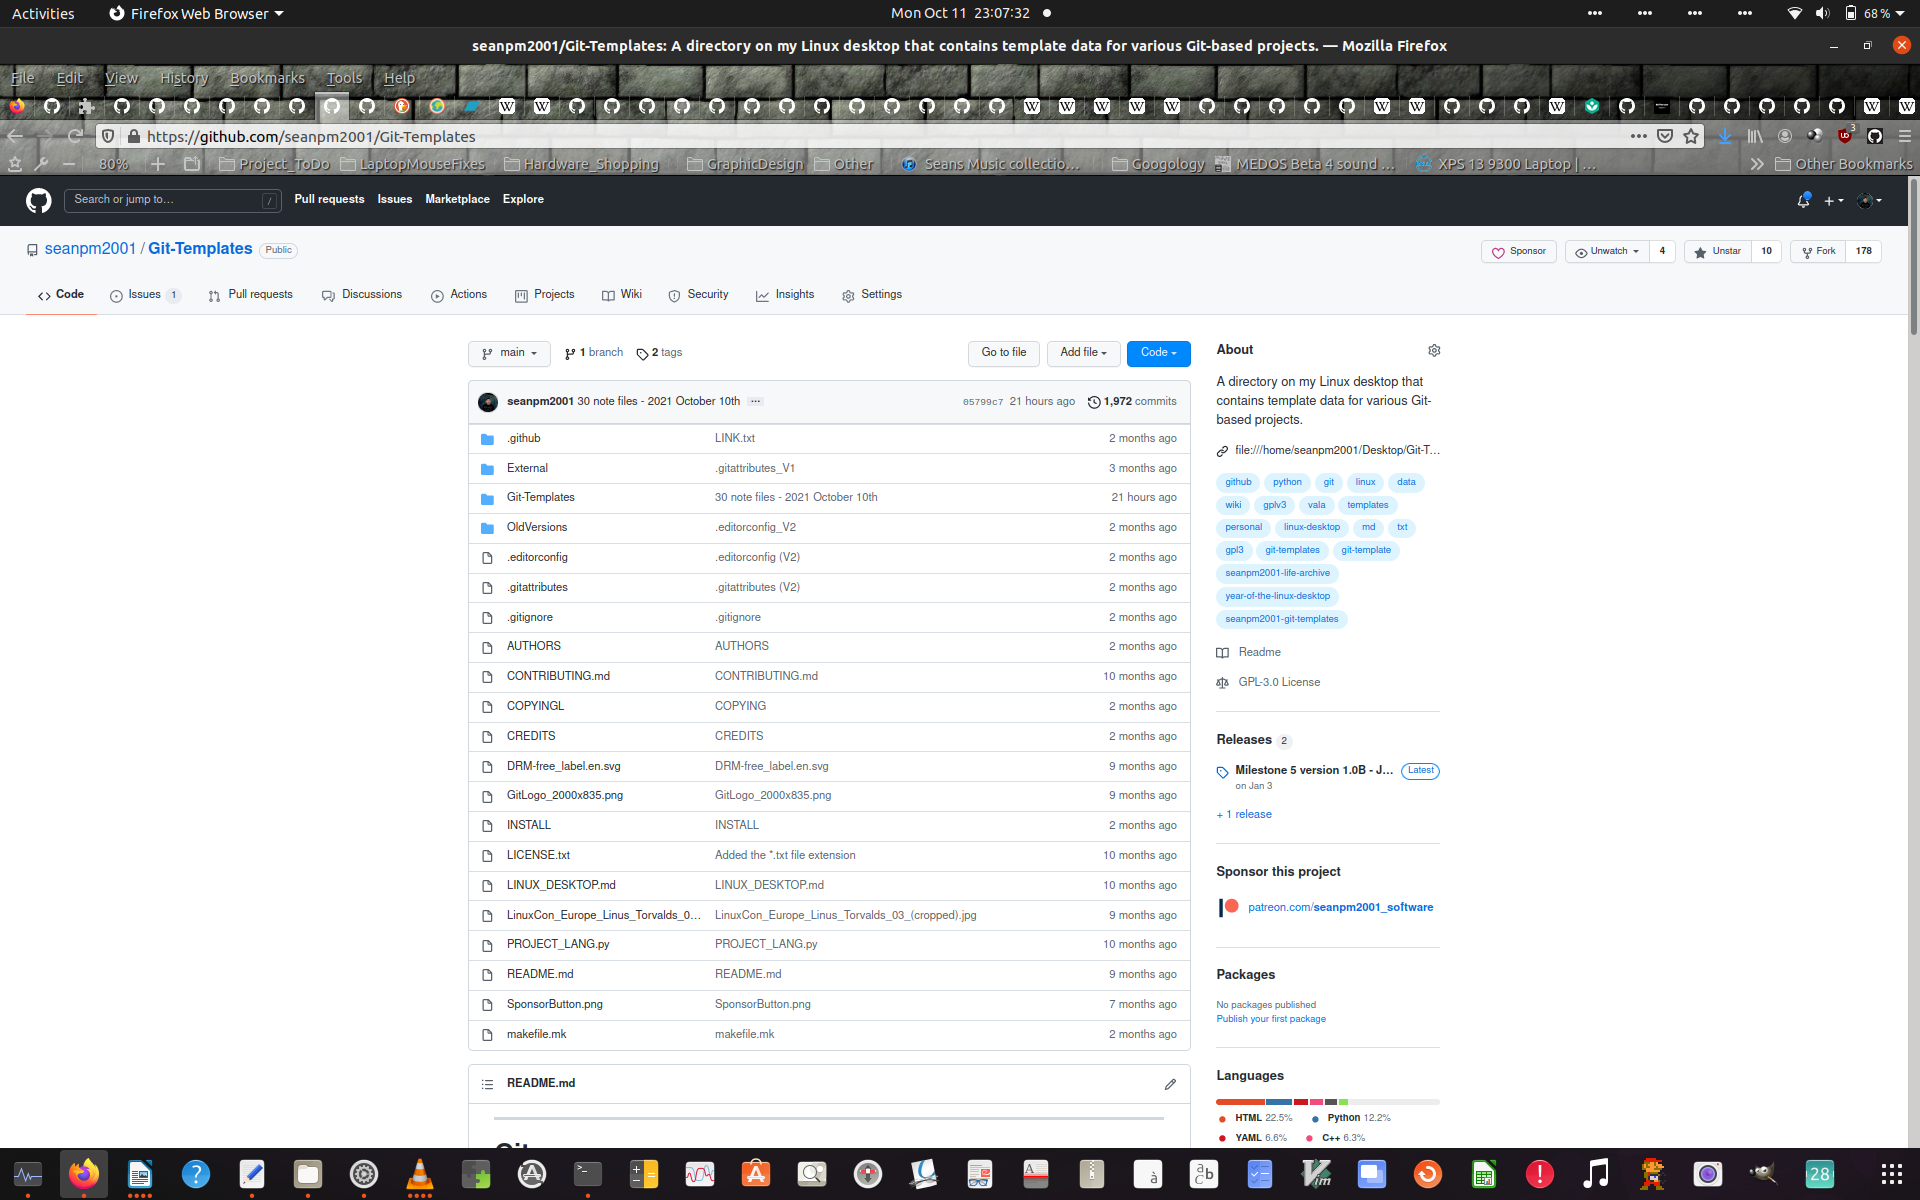 Activities Firefox Web Browser Mon Oct 11 23:07:32 68 %
seanpm2001/Git-Templates: A directory on my Linux desktop that contains template data for various Git-based projects. — Mozilla Firefox
File Edit View History Bookmarks Tools Help
https://github.com/seanpm2001/Git-Templates 3
80% Project_ToDo LaptopMouseFixes Hardware_Shopping GraphicDesign Other Seans Music collectio… Googology MEDOS Beta 4 sound … XPS 13 9300 Laptop | … Other Bookmarks
Search or jump to… / Pull requests Issues Marketplace Explore
seanpm2001 / Git-Templates Public Sponsor Unwatch 4 Unstar 10 Fork 178
Code Issues 1 Pull requests Discussions Actions Projects Wiki Security Insights Settings
main 1 branch 2 tags Go to file Add file Code
seanpm2001 30 note files - 2021 October 10th ... 05799c7 21 hours ago 1,972 commits
.github LINK.txt 2 months ago
External .gitattributes_V1 3 months ago
Git-Templates 30 note files - 2021 October 10th 21 hours ago
OldVersions .editorconfig_V2 2 months ago
.editorconfig .editorconfig (V2) 2 months ago
.gitattributes .gitattributes (V2) 2 months ago
.gitignore .gitignore 2 months ago
AUTHORS AUTHORS 2 months ago
CONTRIBUTING.md CONTRIBUTING.md 10 months ago
COPYINGL COPYING 2 months ago
CREDITS CREDITS 2 months ago
DRM-free_label.en.svg DRM-free_label.en.svg 9 months ago
GitLogo_2000x835.png GitLogo_2000x835.png 9 months ago
INSTALL INSTALL 2 months ago
LICENSE.txt Added the *.txt file extension 10 months ago
LINUX_DESKTOP.md LINUX_DESKTOP.md 10 months ago
LinuxCon_Europe_Linus_Torvalds_0… LinuxCon_Europe_Linus_Torvalds_03_(cropped).jpg 9 months ago
PROJECT_LANG.py PROJECT_LANG.py 10 months ago
README.md README.md 9 months ago
SponsorButton.png SponsorButton.png 7 months ago
makefile.mk makefile.mk 2 months ago
README.md
About
A directory on my Linux desktop that
contains template data for various Git-
based projects.
file:///home/seanpm2001/Desktop/Git-T…
github python git linux data
wiki gplv3 vala templates
personal linux-desktop md txt
gpl3 git-templates git-template
seanpm2001-life-archive
year-of-the-linux-desktop
seanpm2001-git-templates
Readme
GPL-3.0 License
Releases 2
Milestone 5 version 1.0B - J… Latest
on Jan 3
+ 1 release
Sponsor this project
patreon.com/seanpm2001_software
Packages
No packages published
Publish your first package
Languages
HTML 22.5% Python 12.2%
YAML 6.6% C++ 6.3%
28